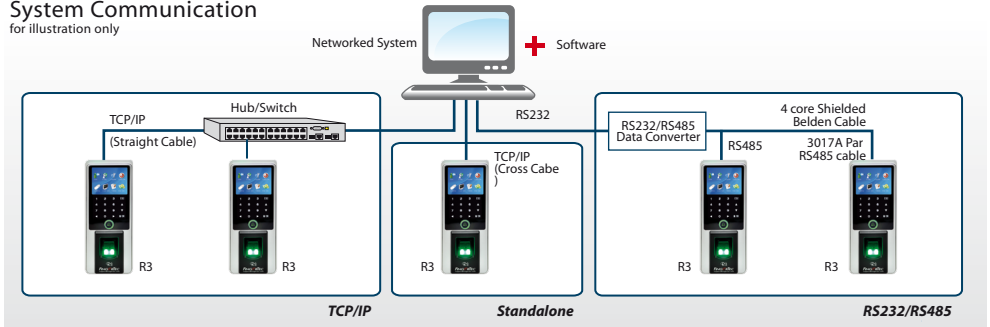 System Communication
for illustration only
Networked System
Software
Hub/Switch
TCP/IP
(Straight Cable)
RS232
TCP/IP
(Cross Cabe
)
RS232/RS485
Data Converter
4 core Shielded
Belden Cable
RS485
3017A Par
RS485 cable
R3
R3
R3
R3
R3
TCP/IP
Standalone
RS232/RS485